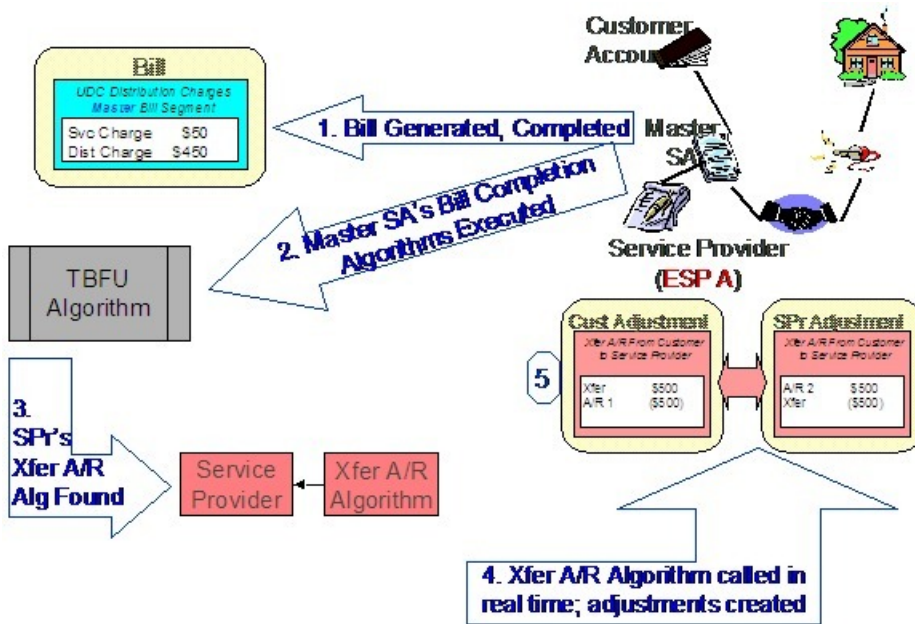 Customer
Account
Bill
UDC Distribution Charges
Master Bill Segment
Svc Charge $50
Dist Charge $450
1. Bill Generated, Completed
Master
SA
2. Master SA's Bill Completion
Algorithms Executed
Service Provider
(ESP A)
TBFU
Algorithm
Cust Adjustment
Xfer A/R From Customer
to Service Provider
Xfer $500
A/R 1 ($500)
SPr Adjustment
Xfer A/R From Customer
to Service Provider
A/R 2 $500
Xfer ($500)
5
3.
SPr's
Xfer A/R
Alg Found
Service
Provider
Xfer A/R
Algorithm
4. Xfer A/R Algorithm called in
real time; adjustments created